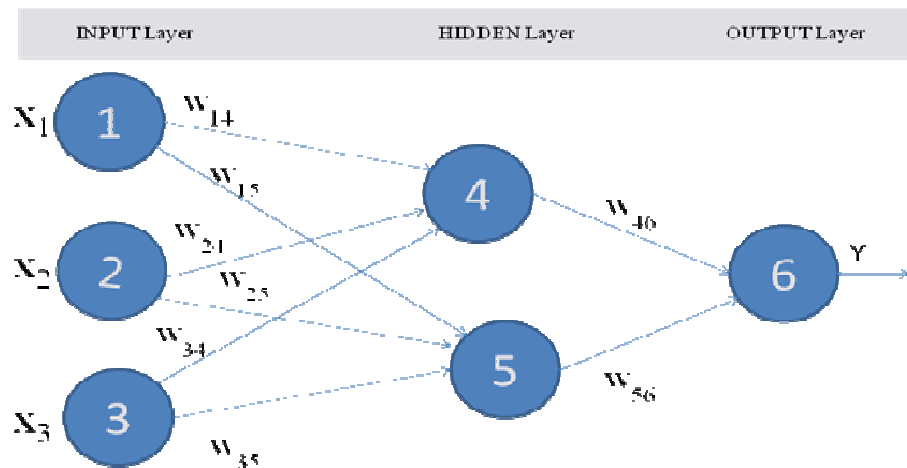 INPUT Layer HIDDEN Layer OUTPUT Layer
X1 1 W14
W15
4
W46
W24
X2 2 W25
6 Y
W34
5
W56
X3 3
W35